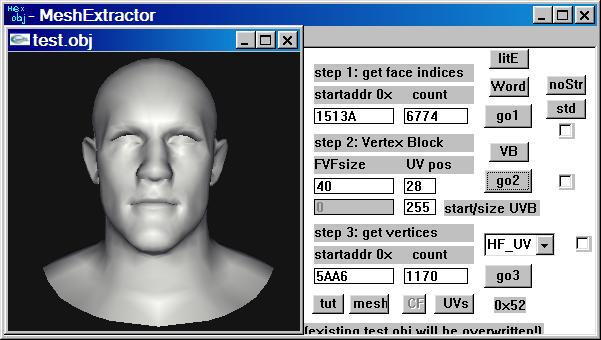 Hex obj - MeshExtractor
test.obj
litE
step 1: get face indices
Word noStr
startaddr 0x count
std
1513A 6774 go1
step 2: Vertex Block
VB
FVFsize UV pos
40 28 go2
0 255 start/size UVB
step 3: get vertices
HF_UV
startaddr 0x count
5AA6 1170 go3
tut mesh CF UVs 0x52
(existing test.obj will be overwritten!)